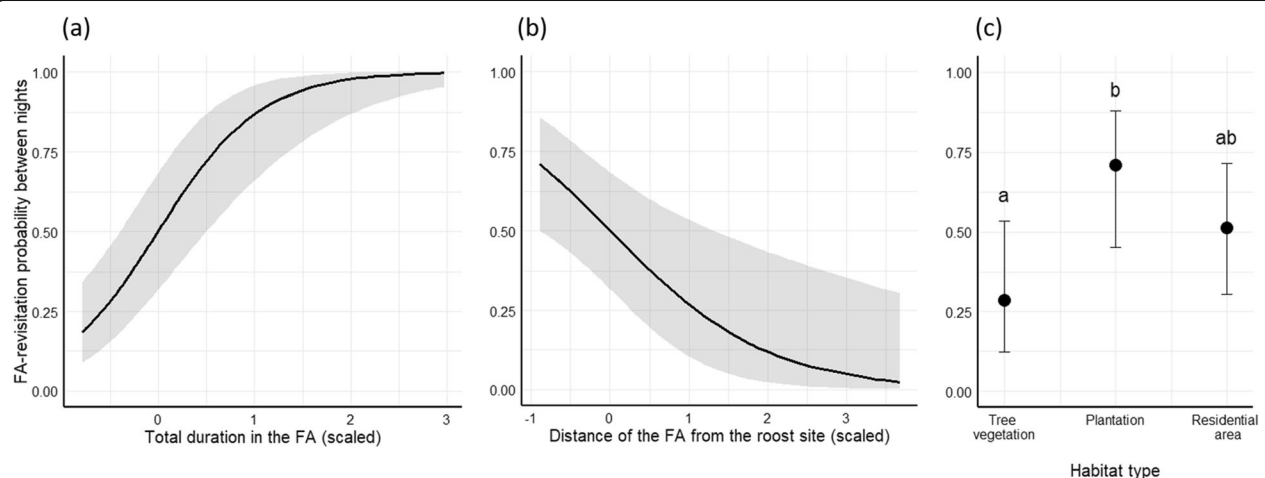 (a)
(b)
(c)
FA-revisitation probability between nights
1.00
0.75
0.50
0.25
0.00
0
1
2
3
Total duration in the FA (scaled)
1.00
0.75
0.50
0.25
0.00
-1
0
1
2
3
Distance of the FA from the roost site (scaled)
1.00
0.75
0.50
0.25
0.00
a
b
ab
Tree
vegetation
Plantation
Residential
area
Habitat type